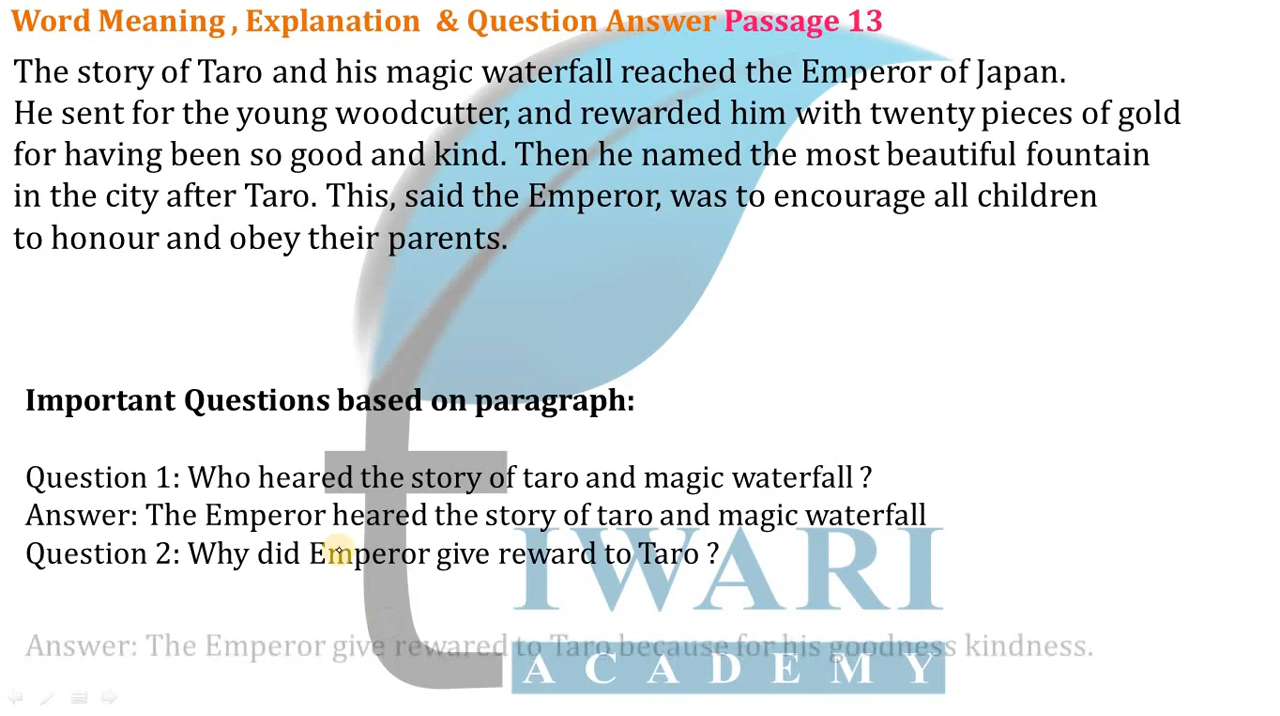 Word Meaning , Explanation & Question Answer Passage 13
The story of Taro and his magic waterfall reached the Emperor of Japan.
He sent for the young woodcutter, and rewarded him with twenty pieces of gold
for having been so good and kind. Then he named the most beautiful fountain
in the city after Taro. This, said the Emperor, was to encourage all children
to honour and obey their parents.
Important Questions based on paragraph:
Question 1: Who heared the story of taro and magic waterfall ?
Answer: The Emperor heared the story of taro and magic waterfall
Question 2: Why did Emperor give reward to Taro ?
Answer: The Emperor give rewared to Taro because for his goodness kindness.
tIWARI
ACADEMY